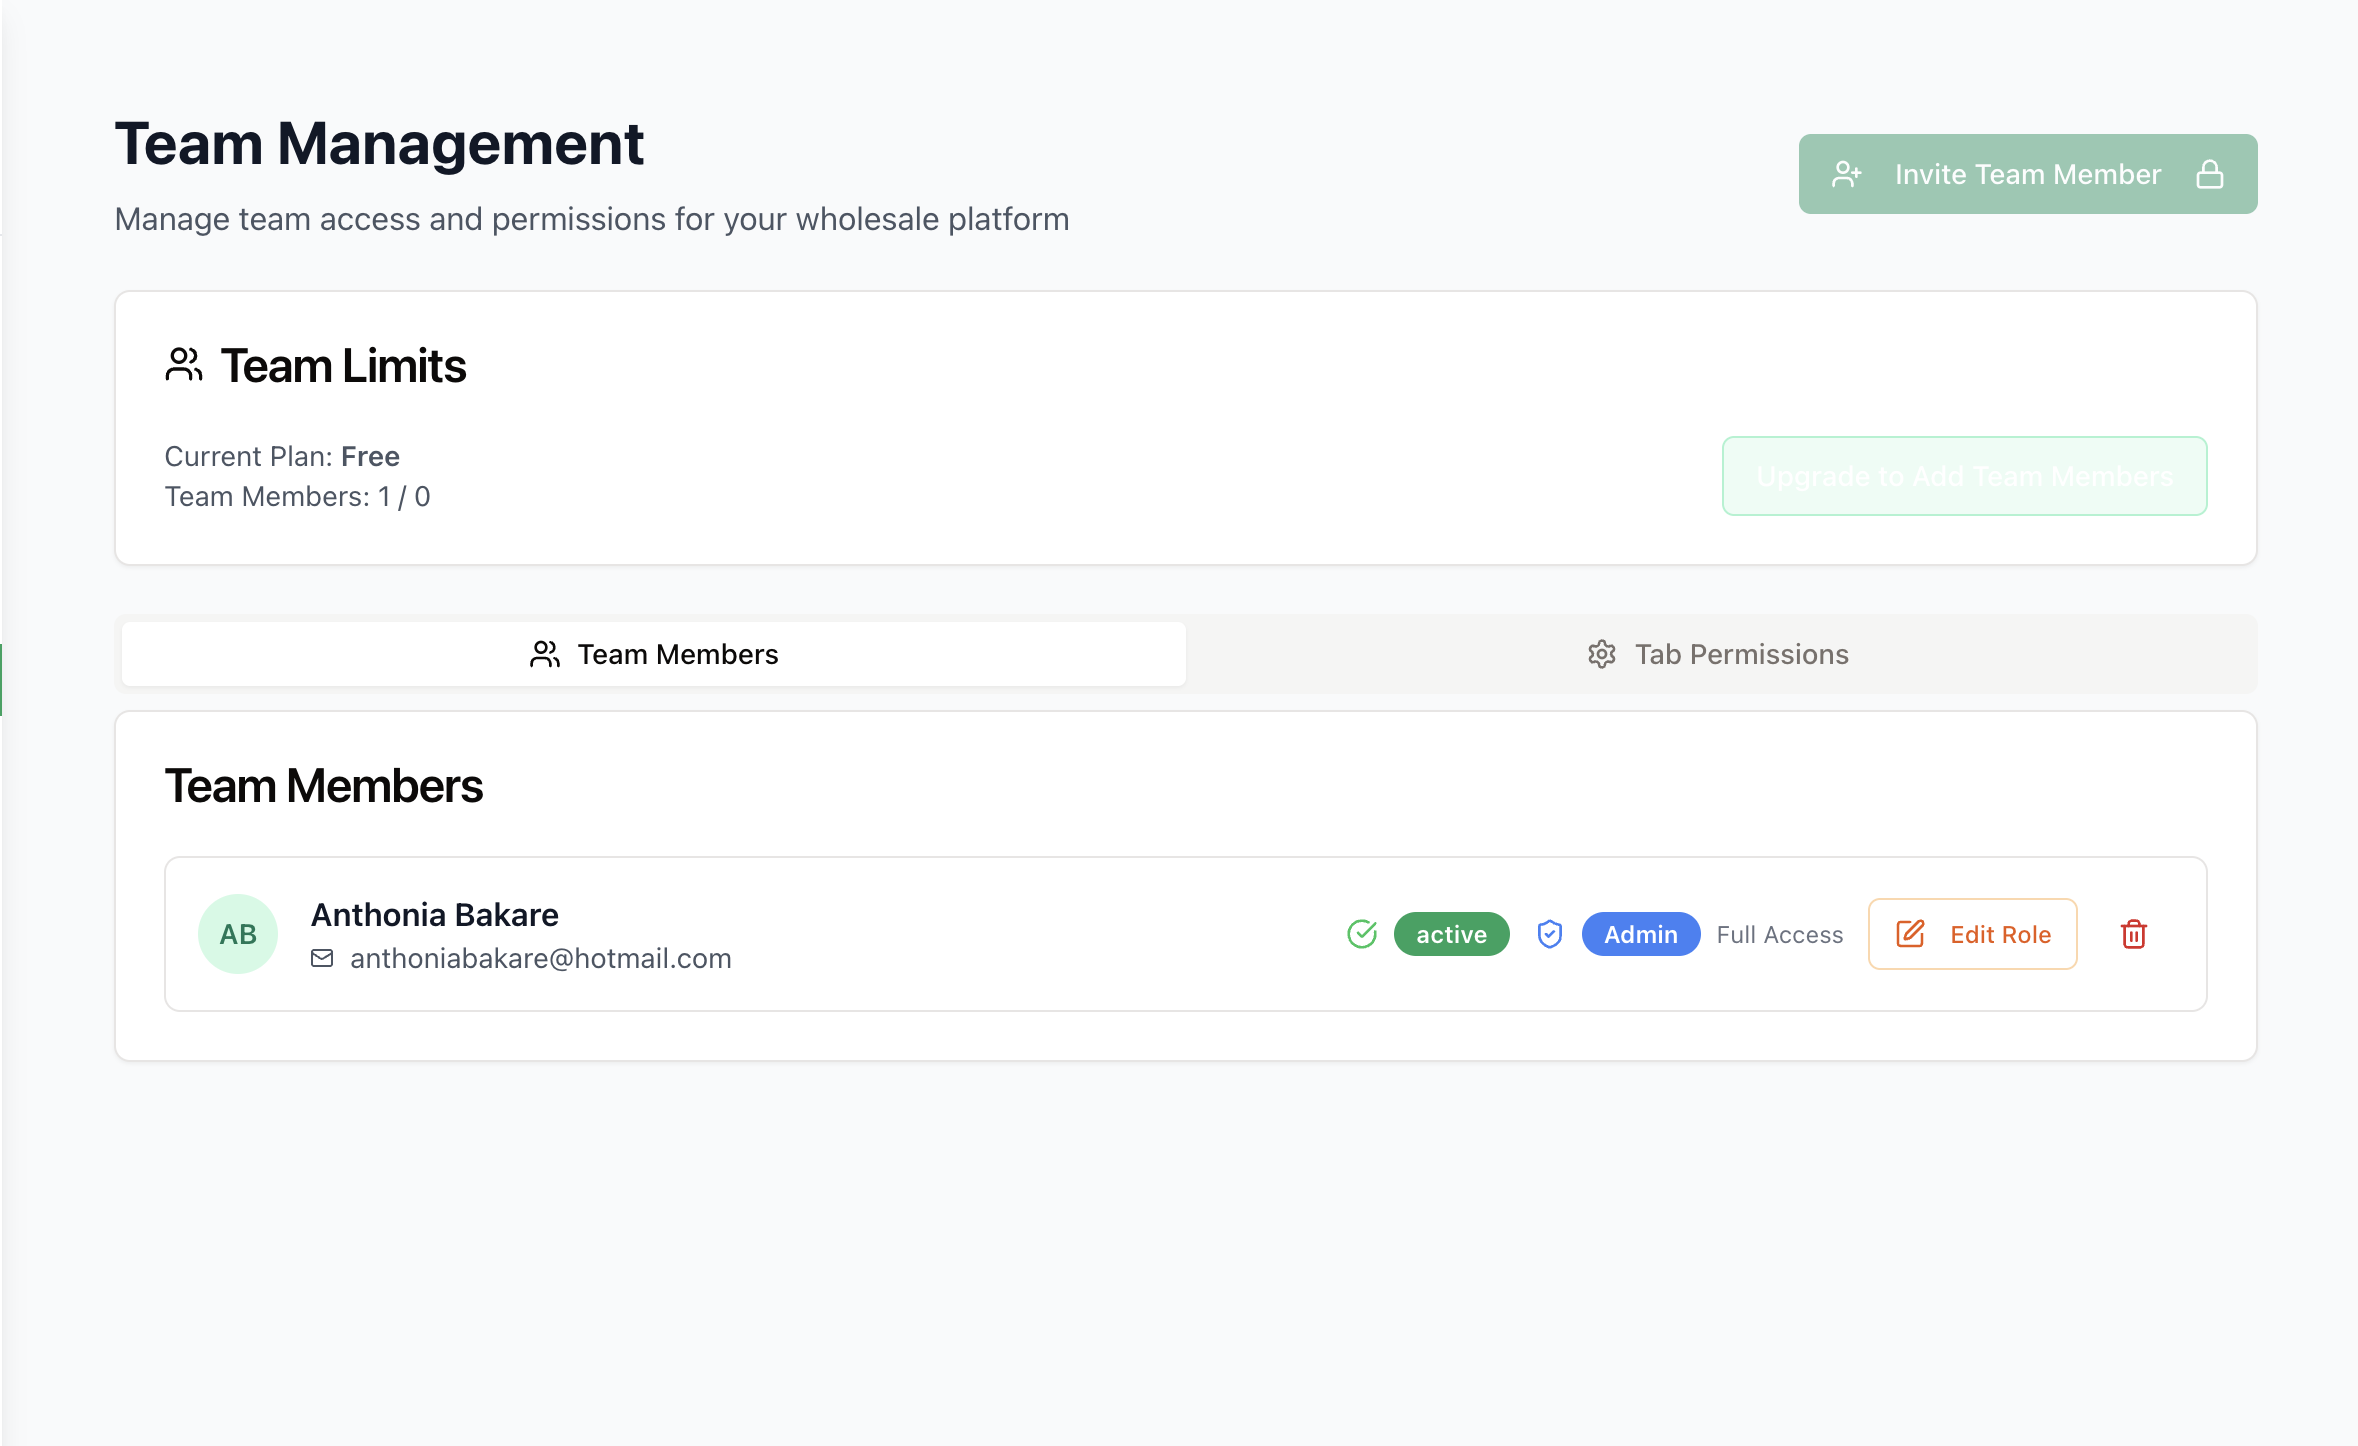 Team Management
Invite Team Member
Manage team access and permissions for your wholesale platform
Team Limits
Current Plan: Free
Team Members: 1 / 0
Upgrade to Add Team Members
Team Members
Tab Permissions
Team Members
AB
Anthonia Bakare
anthoniabakare@hotmail.com
active
Admin
Full Access
Edit Role